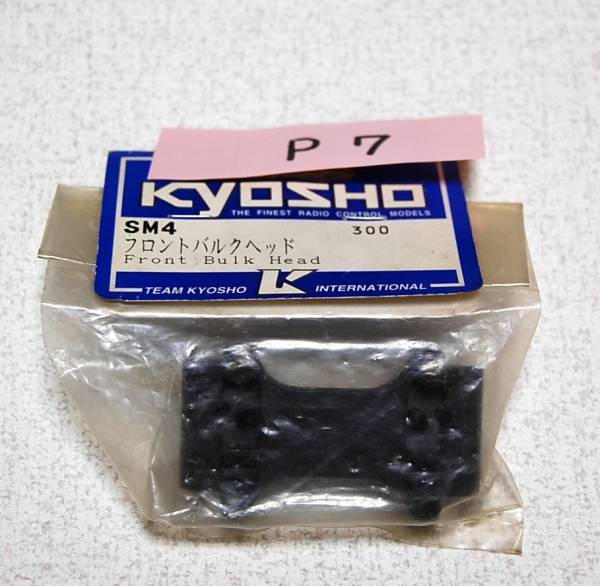 P 7
KYOSHO
THE FINEST RADIO CONTROL MODELS
SM4 300
フロントバルクヘッド
Front Bulk Head
TEAM KYOSHO K INTERNATIONAL